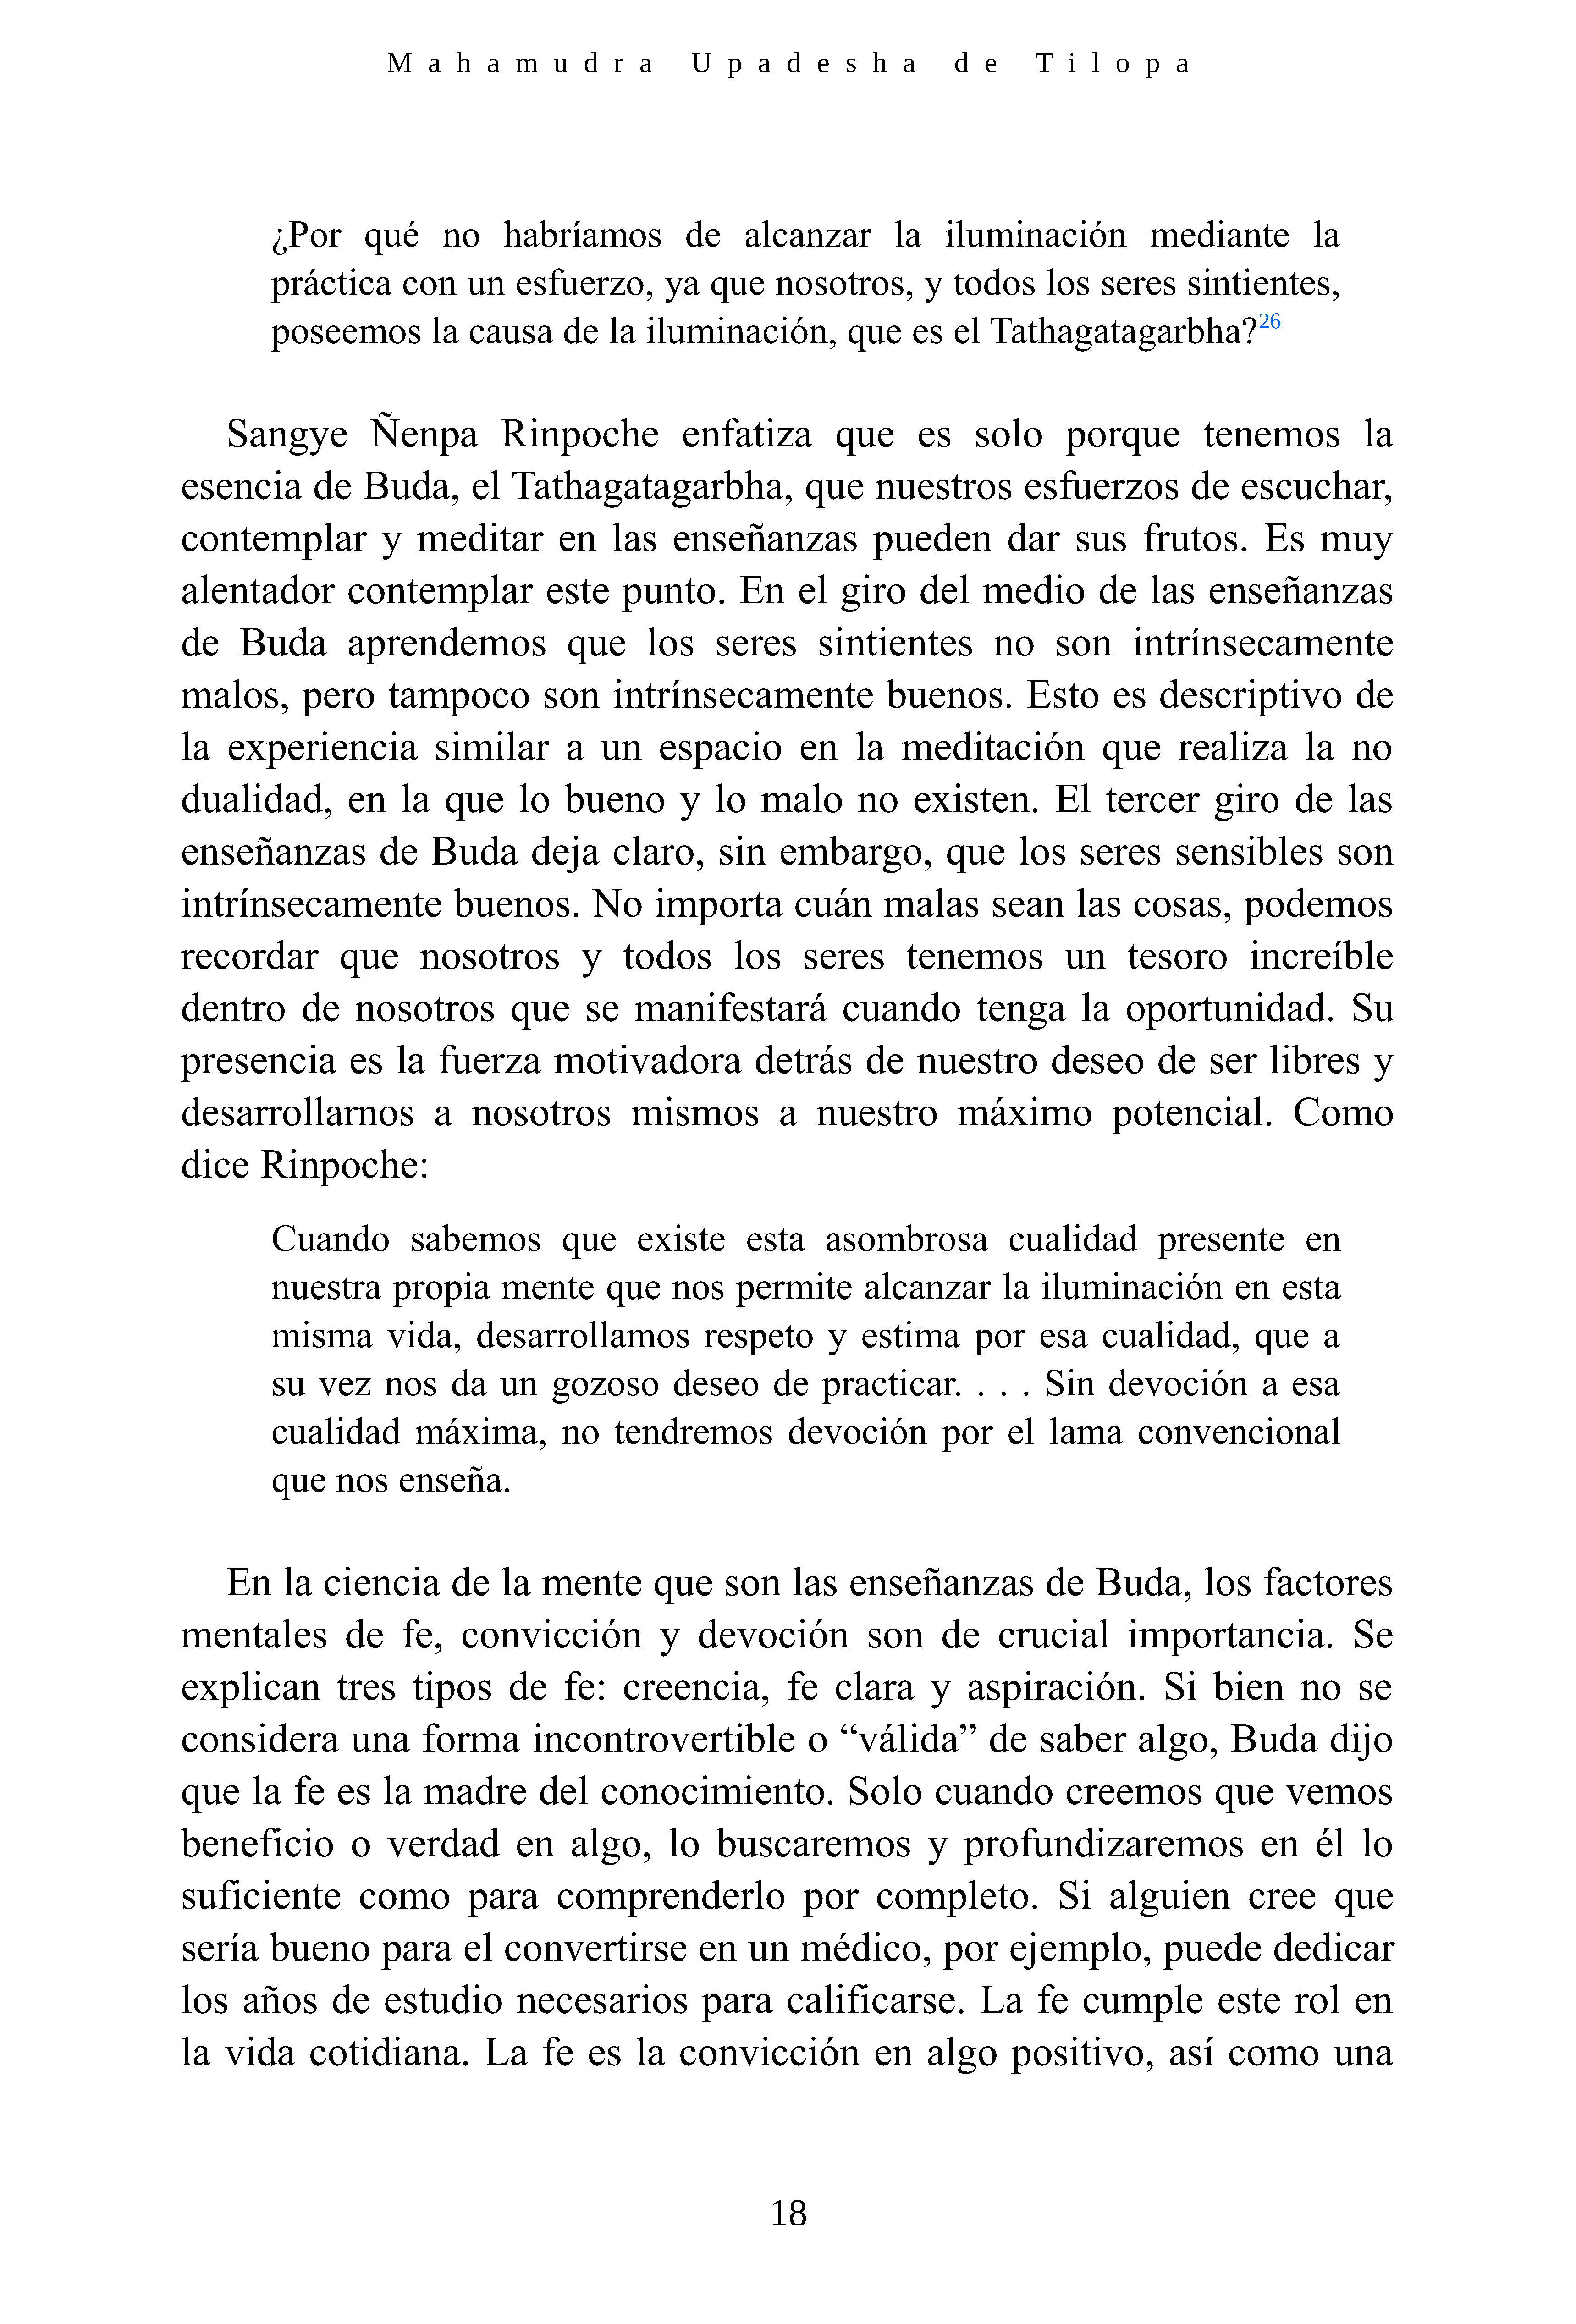 Mahamudra Upadesha de Tilopa
¿Por qué no habríamos de alcanzar la iluminación mediante la
práctica con un esfuerzo, ya que nosotros, y todos los seres sintientes,
poseemos la causa de la iluminación, que es el Tathagatagarbha?26
Sangye Ñenpa Rinpoche enfatiza que es solo porque tenemos la
esencia de Buda, el Tathagatagarbha, que nuestros esfuerzos de escuchar,
contemplar y meditar en las enseñanzas pueden dar sus frutos. Es muy
alentador contemplar este punto. En el giro del medio de las enseñanzas
de Buda aprendemos que los seres sintientes no son intrínsecamente
malos, pero tampoco son intrínsecamente buenos. Esto es descriptivo de
la experiencia similar a un espacio en la meditación que realiza la no
dualidad, en la que lo bueno y lo malo no existen. El tercer giro de las
enseñanzas de Buda deja claro, sin embargo, que los seres sensibles son
intrínsecamente buenos. No importa cuán malas sean las cosas, podemos
recordar que nosotros y todos los seres tenemos un tesoro increíble
dentro de nosotros que se manifestará cuando tenga la oportunidad. Su
presencia es la fuerza motivadora detrás de nuestro deseo de ser libres y
desarrollarnos a nosotros mismos a nuestro máximo potencial. Como
dice Rinpoche:
Cuando sabemos que existe esta asombrosa cualidad presente en
nuestra propia mente que nos permite alcanzar la iluminación en esta
misma vida, desarrollamos respeto y estima por esa cualidad, que a
su vez nos da un gozoso deseo de practicar. . . . Sin devoción a esa
cualidad máxima, no tendremos devoción por el lama convencional
que nos enseña.
En la ciencia de la mente que son las enseñanzas de Buda, los factores
mentales de fe, convicción y devoción son de crucial importancia. Se
explican tres tipos de fe: creencia, fe clara y aspiración. Si bien no se
considera una forma incontrovertible o “válida” de saber algo, Buda dijo
que la fe es la madre del conocimiento. Solo cuando creemos que vemos
beneficio o verdad en algo, lo buscaremos y profundizaremos en él lo
suficiente como para comprenderlo por completo. Si alguien cree que
sería bueno para el convertirse en un médico, por ejemplo, puede dedicar
los años de estudio necesarios para calificarse. La fe cumple este rol en
la vida cotidiana. La fe es la convicción en algo positivo, así como una
18